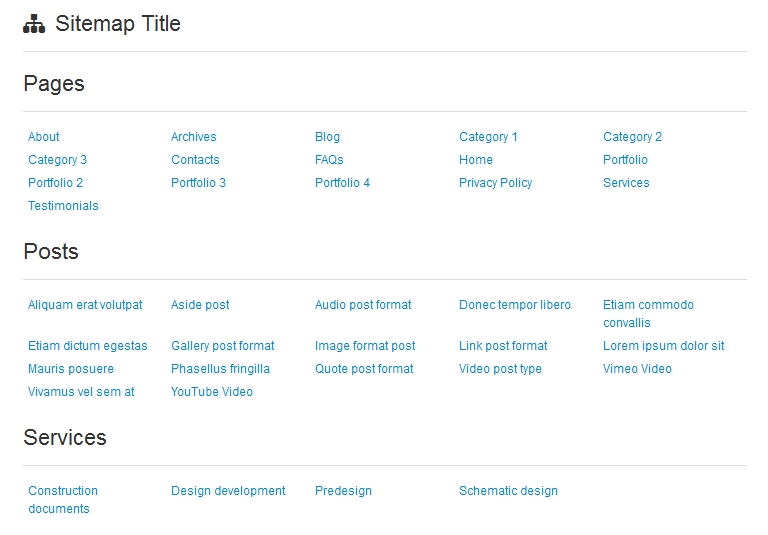 Sitemap Title
Pages
About Archives Blog Category 1 Category 2
Category 3 Contacts FAQs Home Portfolio
Portfolio 2 Portfolio 3 Portfolio 4 Privacy Policy Services
Testimonials
Posts
Aliquam erat volutpat Aside post Audio post format Donec tempor libero Etiam commodo
convallis
Etiam dictum egestas Gallery post format Image format post Link post format Lorem ipsum dolor sit
Mauris posuere Phasellus fringilla Quote post format Video post type Vimeo Video
Vivamus vel sem at YouTube Video
Services
Construction Design development Predesign Schematic design
documents